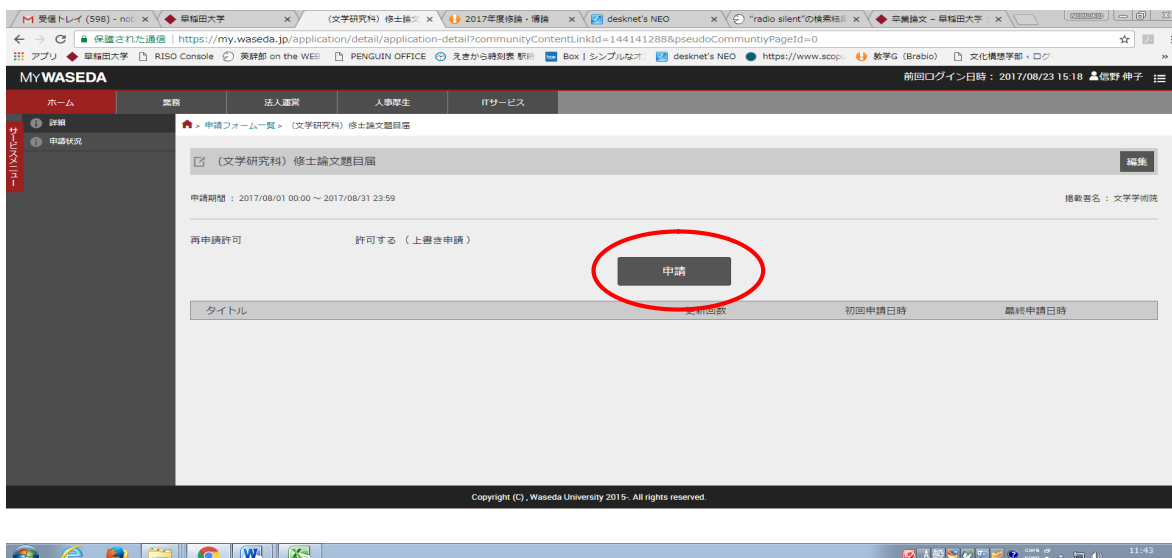 受信トレイ (598) - nob
早稲田大学
(文学研究科) 修士論文
2017年度修論・博論
desknet's NEO
"radio silent"の検索結果
卒業論文 – 早稲田大学
保護された通信 | https://my.waseda.jp/application/detail/application-detail?communityContentLinkId=144141288&pseudoCommuntiyPageId=0
アプリ 早稲田大学 RISO Console 英辞郎 on the WEB PENGUIN OFFICE えきから時刻表 Box | シンプルなオ desknet's NEO https://www.scopu 教学G (Brabio) 文化構想学部 ‹ ログ »
MYWASEDA 前回ログイン日時： 2017/08/23 15:18 信野 伸子
ホーム 業務 法人運営 人事厚生 ITサービス
サービスメニュー
詳細
申請状況
> 申請フォーム一覧 > (文学研究科) 修士論文題目届
(文学研究科) 修士論文題目届 編集
申請期間 ： 2017/08/01 00:00 ～ 2017/08/31 23:59 掲載者名 ： 文学学術院
再申請許可 許可する （ 上書き申請 ）
申請
タイトル 更新回数 初回申請日時 最終申請日時
Copyright (C) , Waseda University 2015-. All rights reserved.
11:43